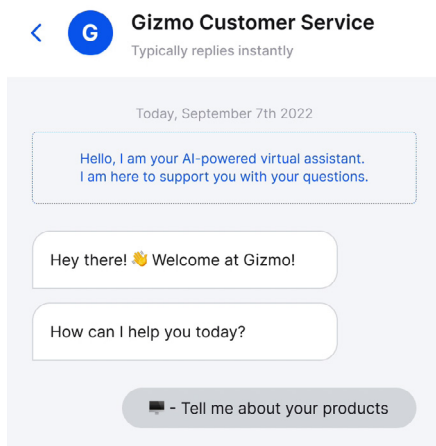 G
Gizmo Customer Service
Typically replies instantly
Today, September 7th 2022
Hello, I am your AI-powered virtual assistant.
I am here to support you with your questions.
Hey there! 👋 Welcome at Gizmo!
How can I help you today?
🖥️ - Tell me about your products